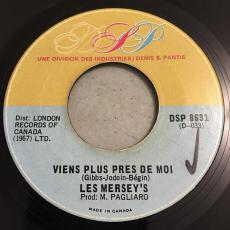 DSP
UNE DIVISION DES INDUSTRIES / DENIS S. PANTIS
Dist: LONDON
RECORDS OF
CANADA
(1967) LTD.
DSP 8631
(D-033)
VIENS PLUS PRES DE MOI
(Gibbs-Jodoin-Bégin)
LES MERSEY'S
Prod: M. PAGLIARO
MADE IN CANADA